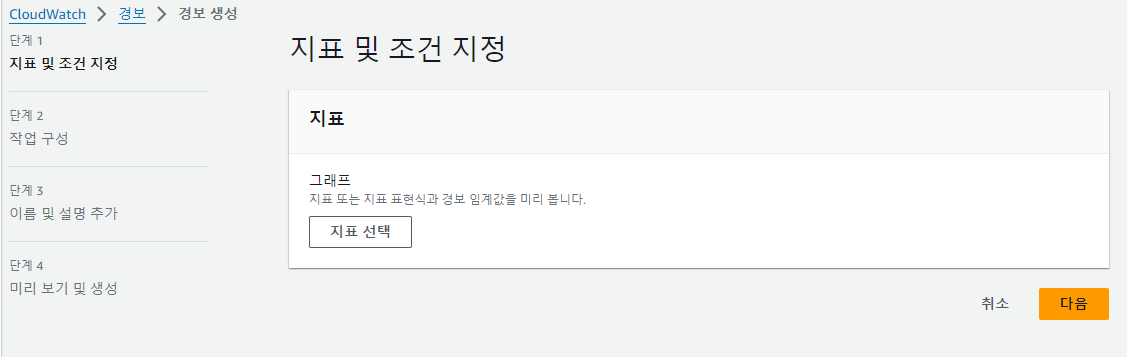 CloudWatch > 경보 > 경보 생성
단계 1
지표 및 조건 지정
단계 2
작업 구성
단계 3
이름 및 설명 추가
단계 4
미리 보기 및 생성
지표 및 조건 지정
지표
그래프
지표 또는 지표 표현식과 경보 임계값을 미리 봅니다.
지표 선택
취소
다음